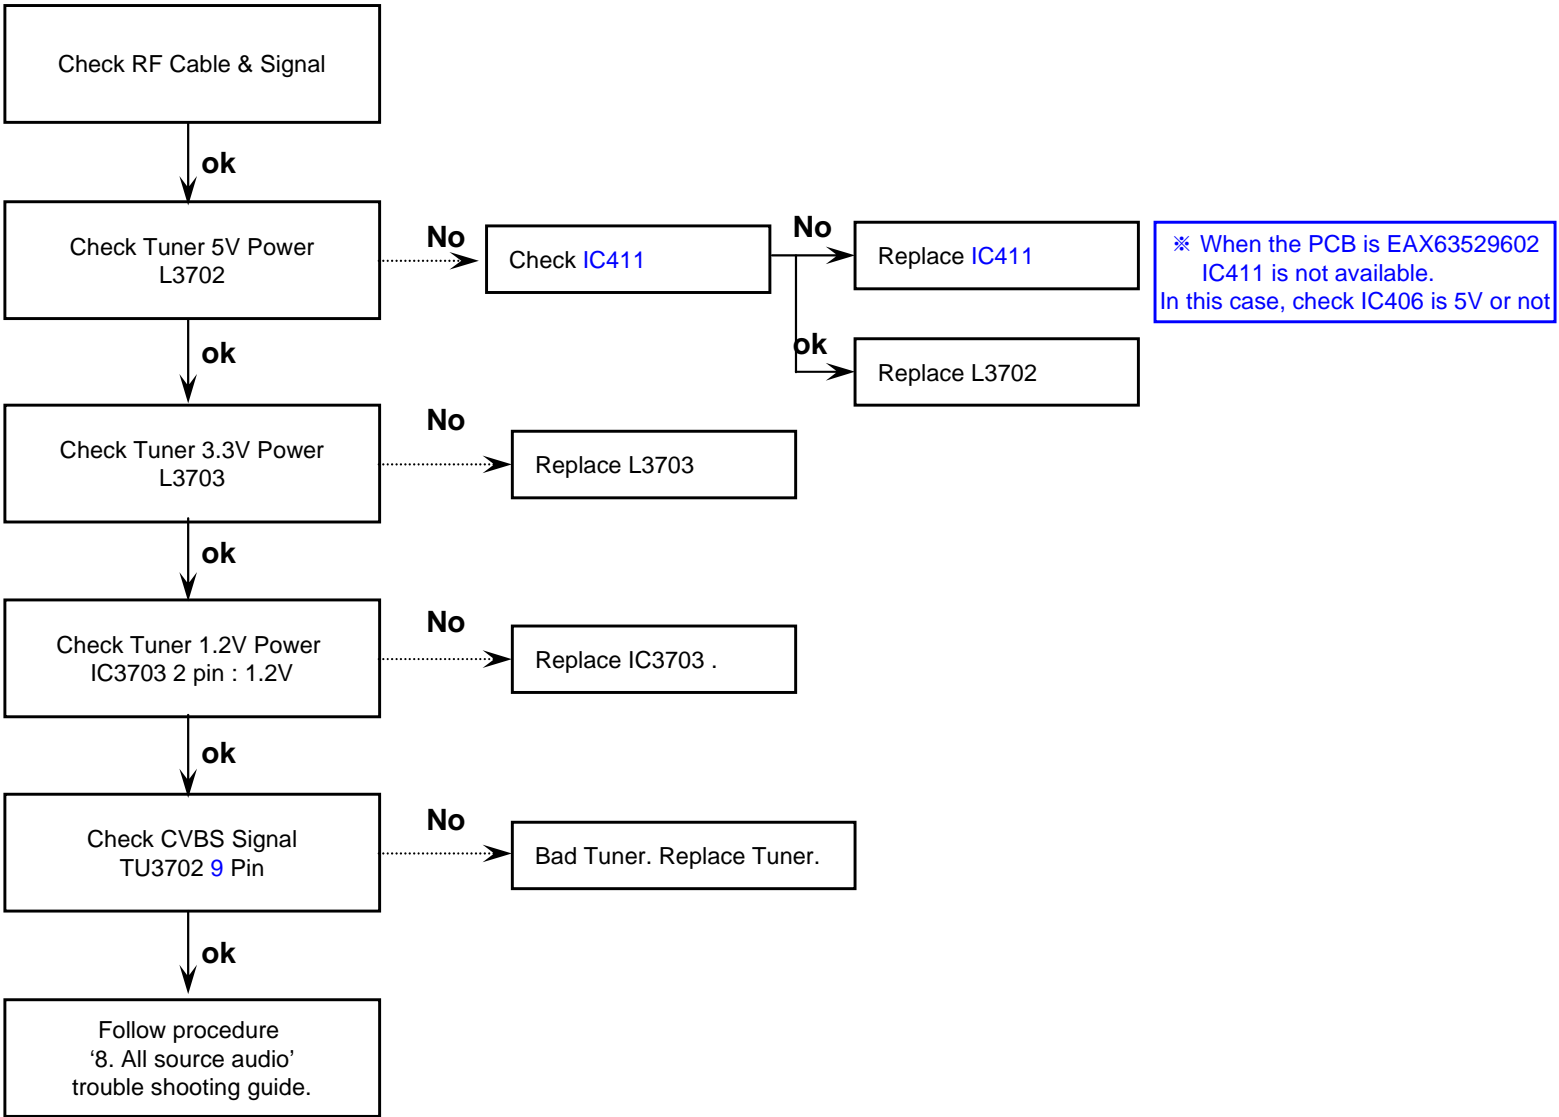 Check RF Cable & Signal
ok
Check Tuner 5V Power
L3702
No
Check IC411
No
Replace IC411
※ When the PCB is EAX63529602
IC411 is not available.
In this case, check IC406 is 5V or not
ok
Replace L3702
ok
Check Tuner 3.3V Power
L3703
No
Replace L3703
ok
Check Tuner 1.2V Power
IC3703 2 pin : 1.2V
No
Replace IC3703 .
ok
Check CVBS Signal
TU3702 9 Pin
No
Bad Tuner. Replace Tuner.
ok
Follow procedure
‘8. All source audio’
trouble shooting guide.